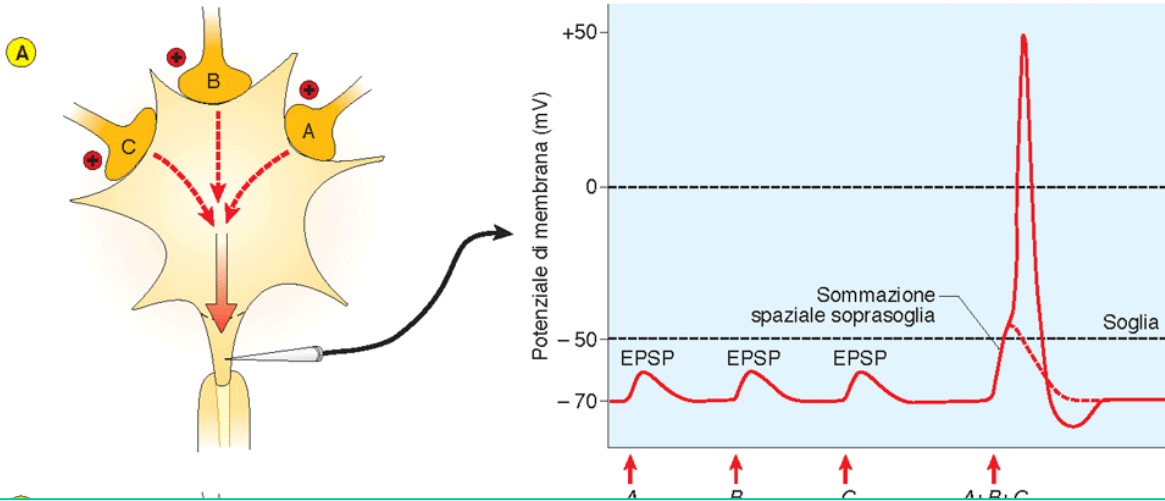 A
B
A
C
+50
0
– 50
– 70
Potenziale di membrana (mV)
Sommazione
spaziale soprasoglia
Soglia
EPSP EPSP EPSP
A B C A+B+C